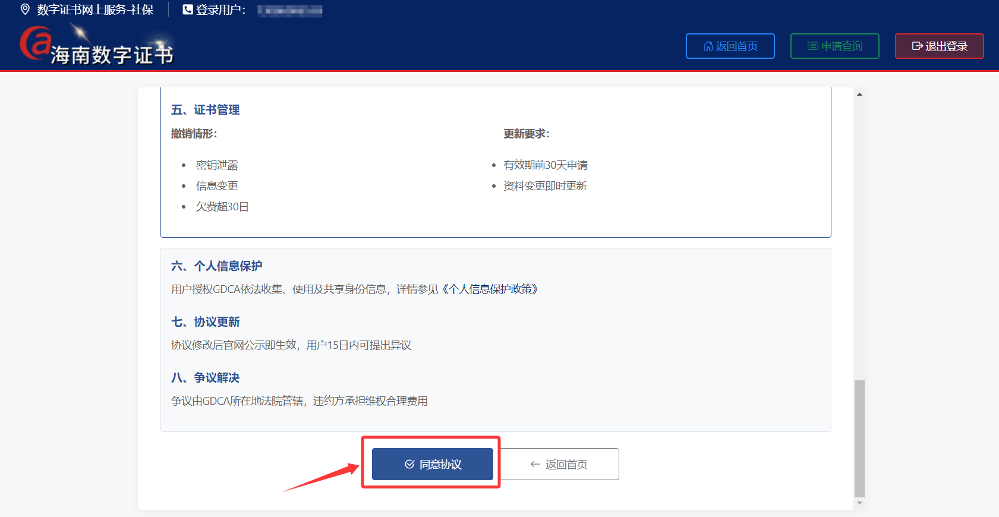 数字证书网上服务-社保
登录用户：
海南数字证书
返回首页
申请查询
退出登录
五、证书管理
撤销情形：
密钥泄露
信息变更
欠费超30日
更新要求：
有效期前30天申请
资料变更即时更新
六、个人信息保护
用户授权GDCA依法收集、使用及共享身份信息，详情参见《个人信息保护政策》
七、协议更新
协议修改后官网公示即生效，用户15日内可提出异议
八、争议解决
争议由GDCA所在地法院管辖，违约方承担维权合理费用
同意协议
返回首页